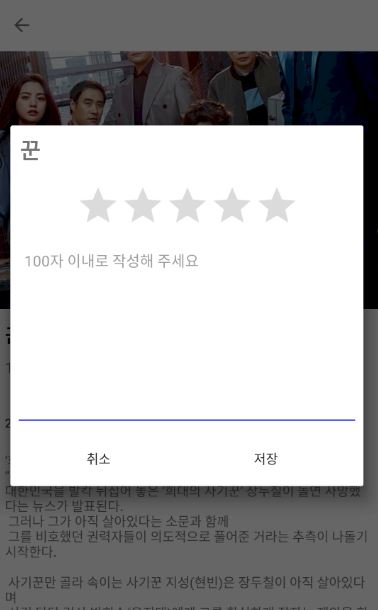 꾼
100자 이내로 작성해 주세요
취소 저장
대한민국을 발칵 뒤집어 놓은 '희대의 사기꾼' 장두칠이 돌연 사망했
다는 뉴스가 발표된다.
그러나 그가 아직 살아있다는 소문과 함께
그를 비호했던 권력자들이 의도적으로 풀어준 거라는 추측이 나돌기
시작한다.
사기꾼만 골라 속이는 사기꾼 지성(현빈)은 장두칠이 아직 살아있다
며